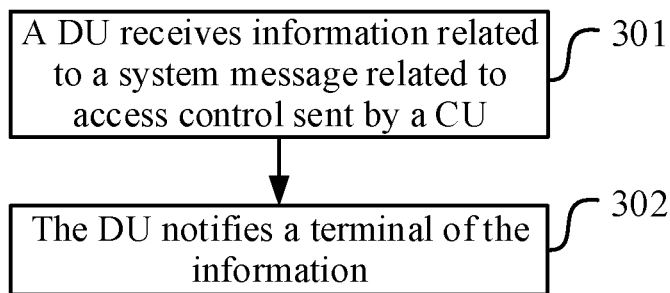 A DU receives information related
to a system message related to
access control sent by a CU
301
The DU notifies a terminal of the
information
302